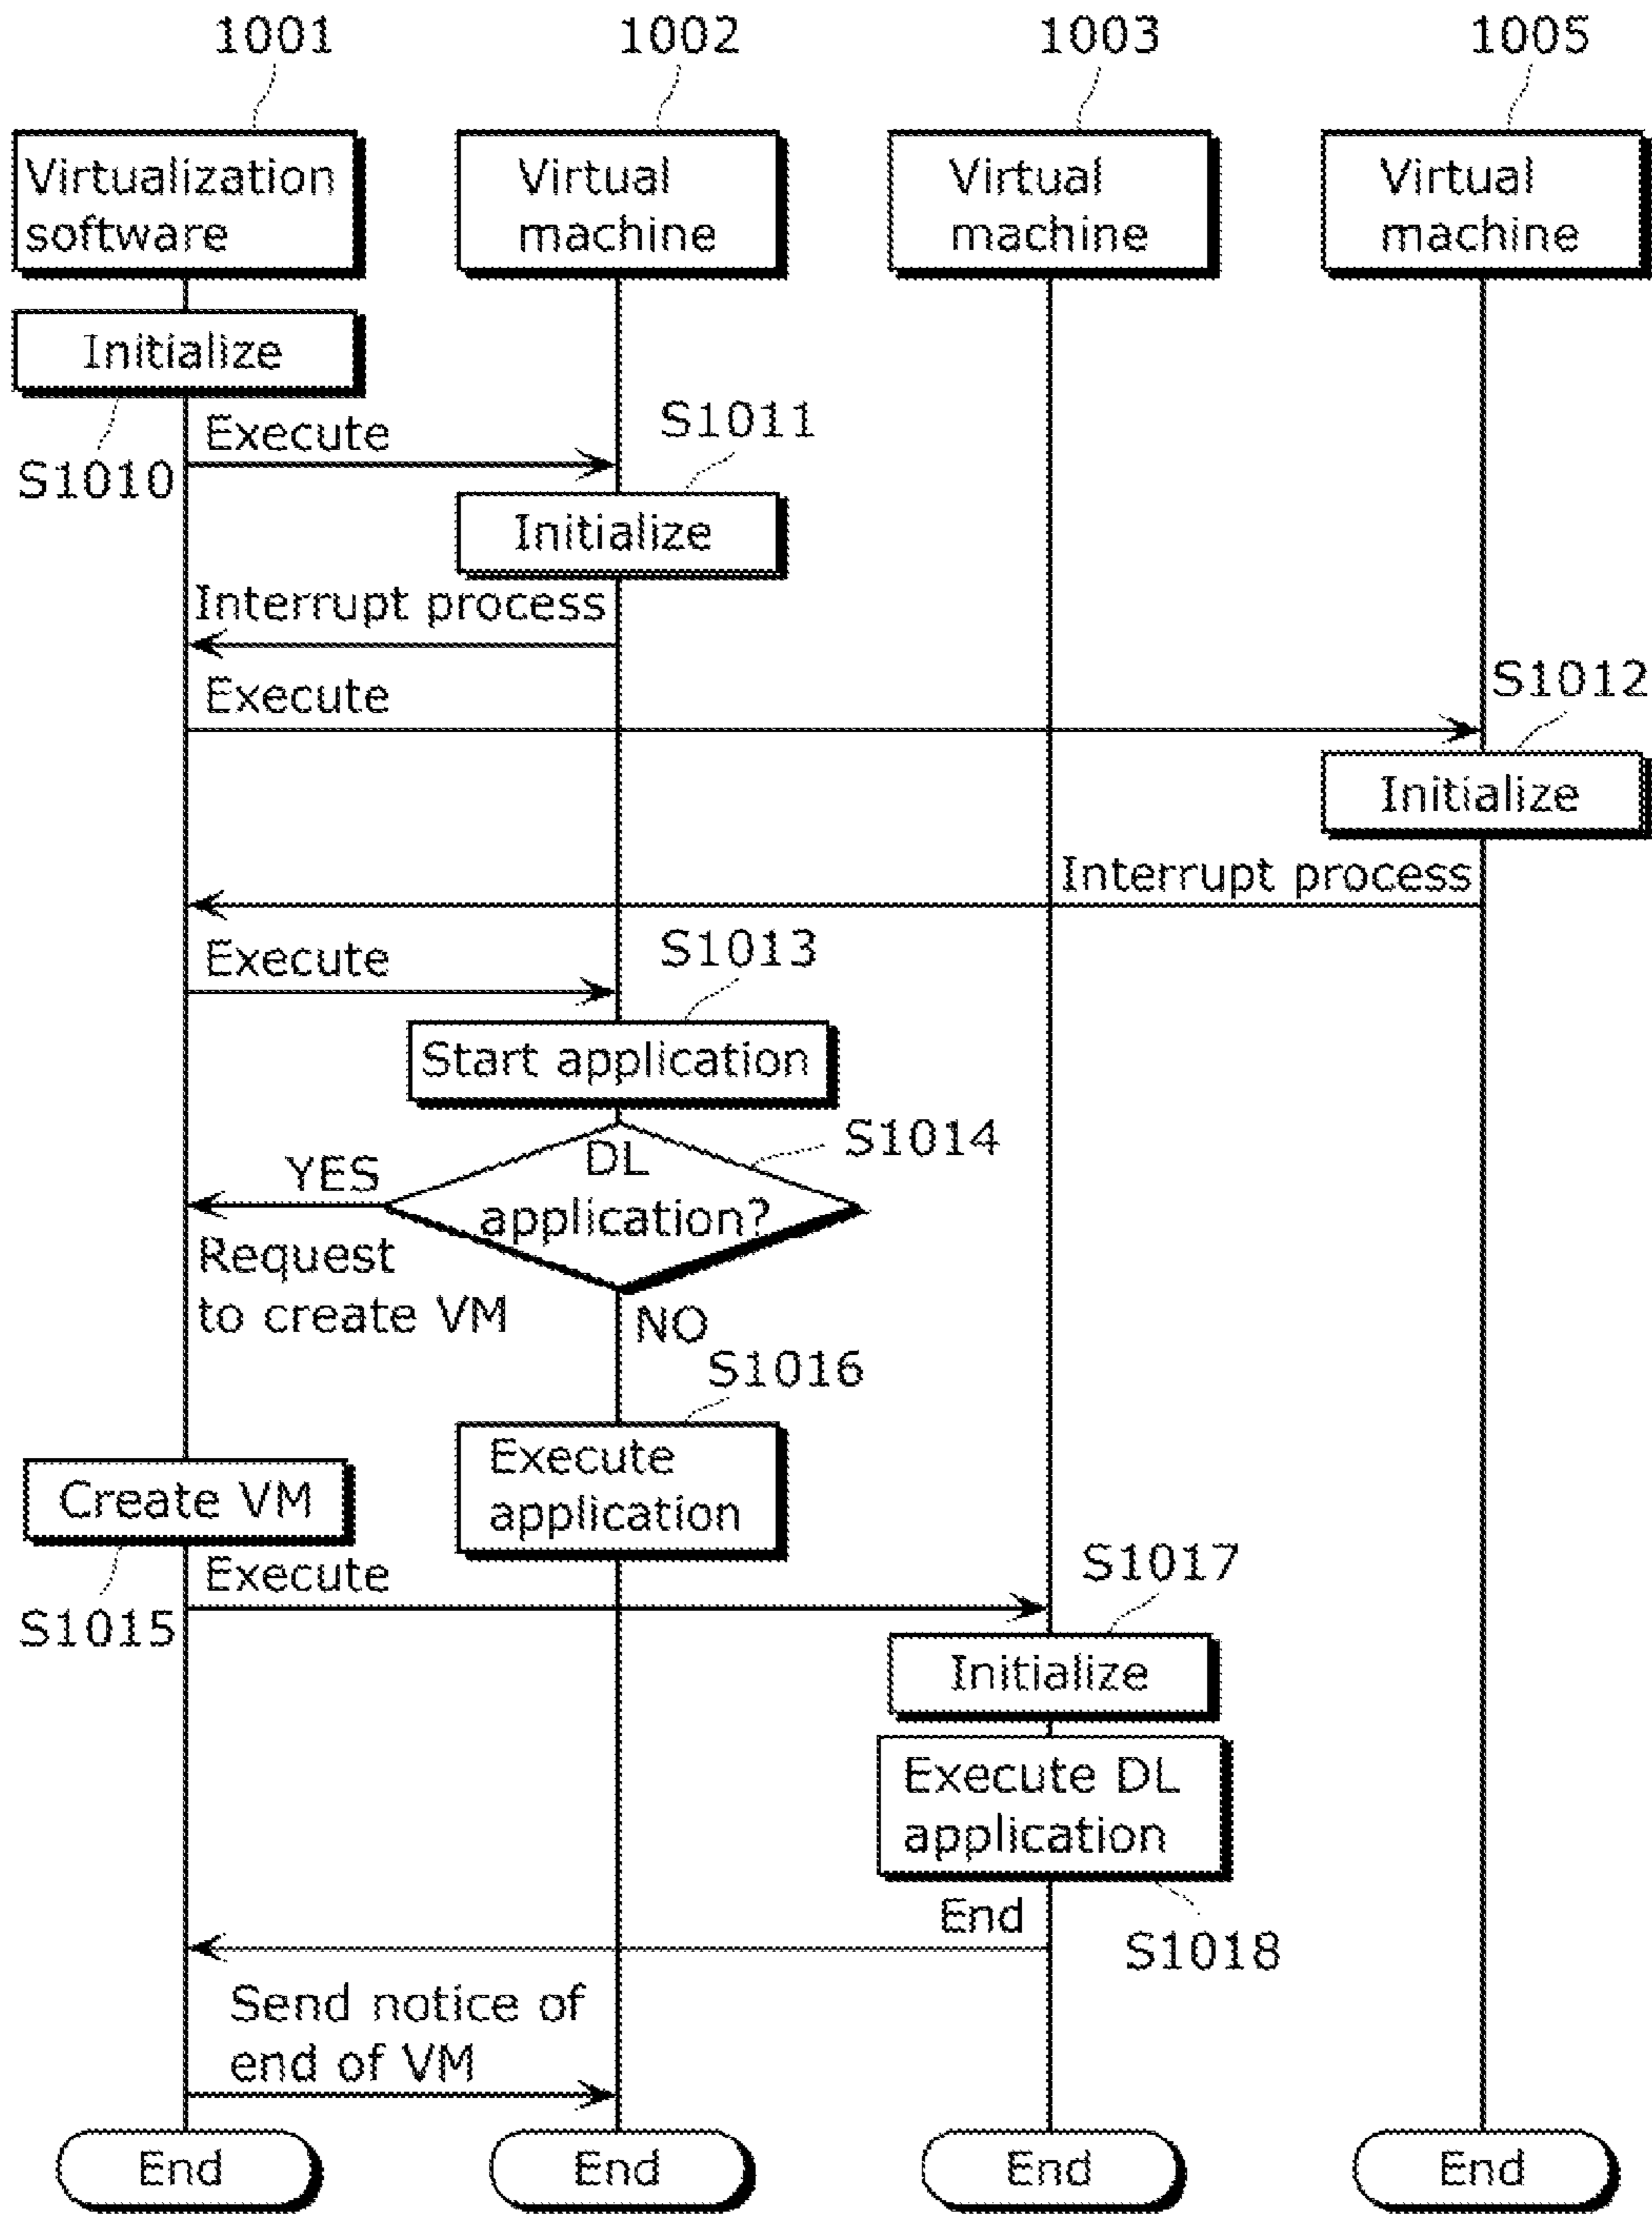 1001
1002
1003
1005
Virtualization
software
Virtual
machine
Virtual
machine
Virtual
machine
Initialize
S1010
Execute
S1011
Initialize
Interrupt process
Execute
S1012
Initialize
Interrupt process
Execute
S1013
Start application
S1014
DL
application?
YES
Request
to create VM
NO
S1016
Execute
application
Create VM
S1015
Execute
S1017
Initialize
Execute DL
application
S1018
End
Send notice of
end of VM
End
End
End
End